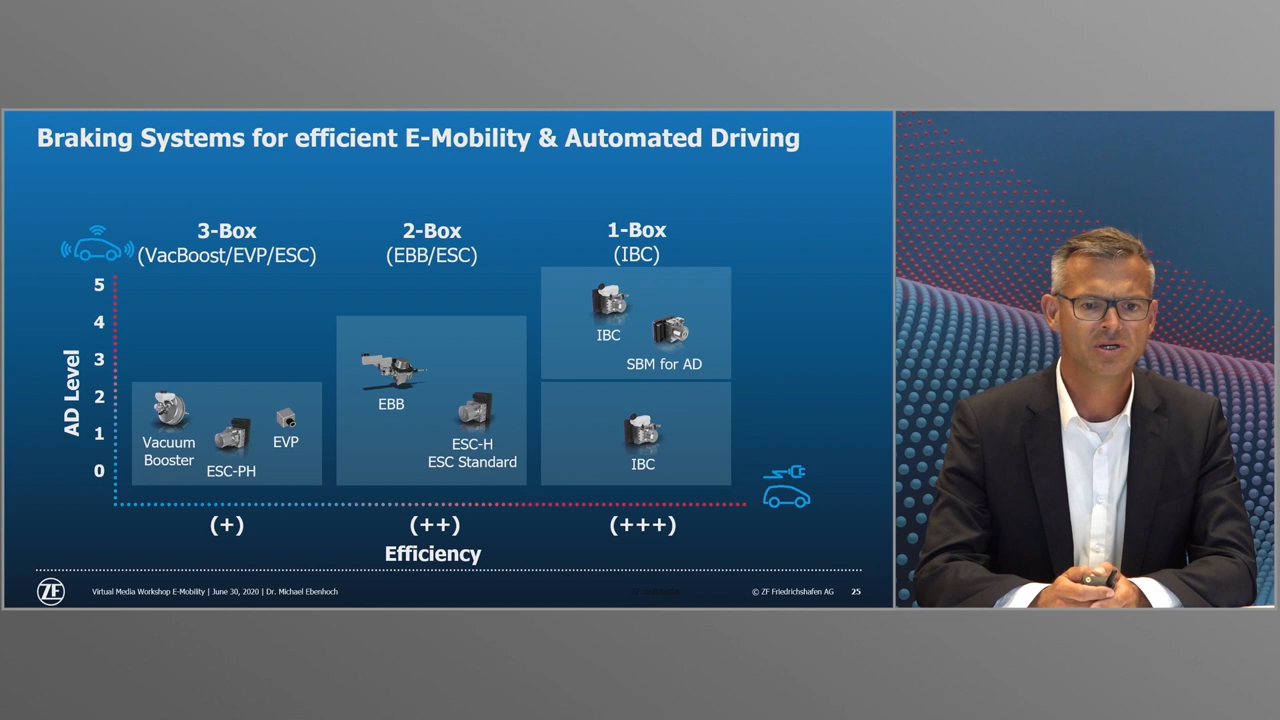 Braking Systems for efficient E-Mobility & Automated Driving
3-Box
(VacBoost/EVP/ESC)
2-Box
(EBB/ESC)
1-Box
(IBC)
AD Level
5
4
3
2
1
0
Vacuum
Booster
ESC-PH
EVP
EBB
ESC-H
ESC Standard
IBC
SBM for AD
IBC
(+)
(++)
(+++)
Efficiency
ZF
Virtual Media Workshop E-Mobility | June 30, 2020 | Dr. Michael Ebenhoch
© ZF Friedrichshafen AG
25